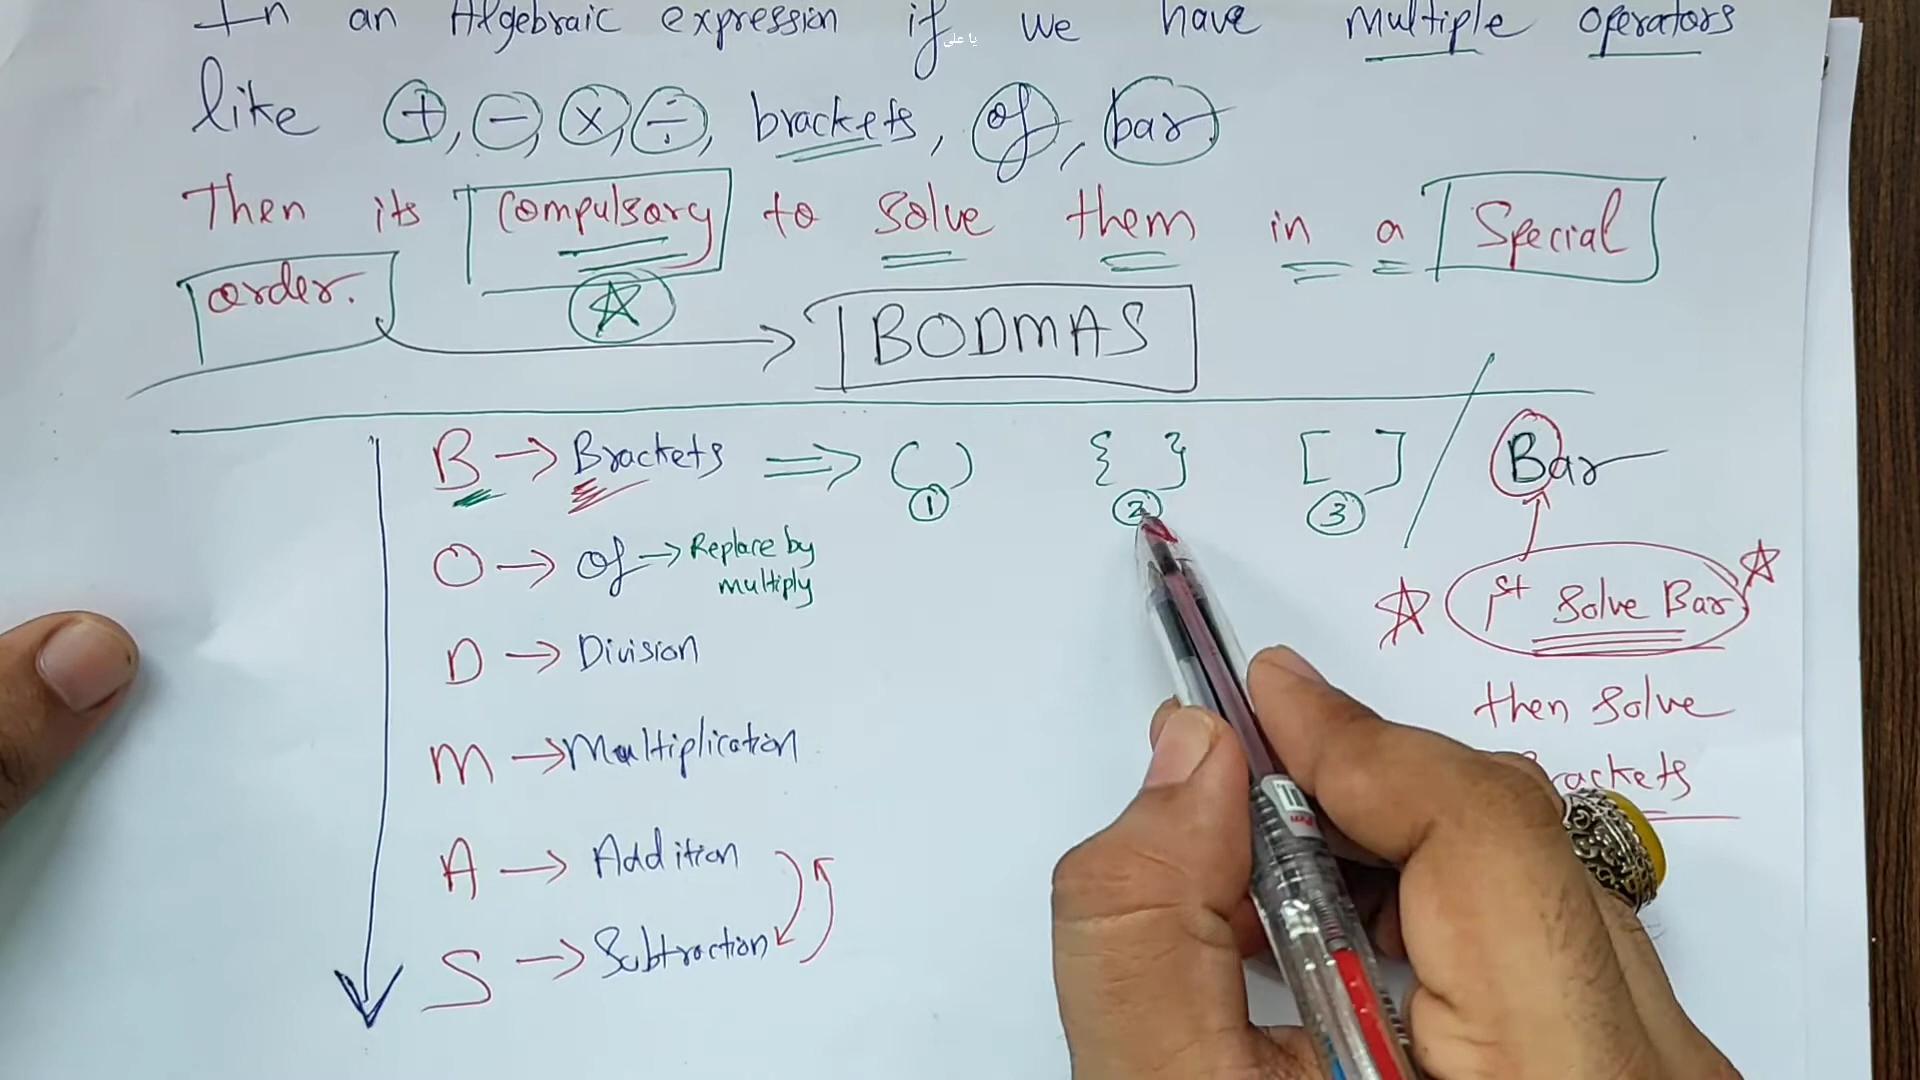 In an Algebraic expression if we have multiple operators
يا على
like +, -, ×, ÷, brackets, of, bar
Then its compulsory to solve them in a Special
order.
BODMAS
B → Brackets ⇒ ( ) { } [ ] / Bar
1 2 3
O → of → Replace by
multiply
1st Solve Bar
D → Division
then solve
M → Multiplication
A → Addition
S → Subtraction